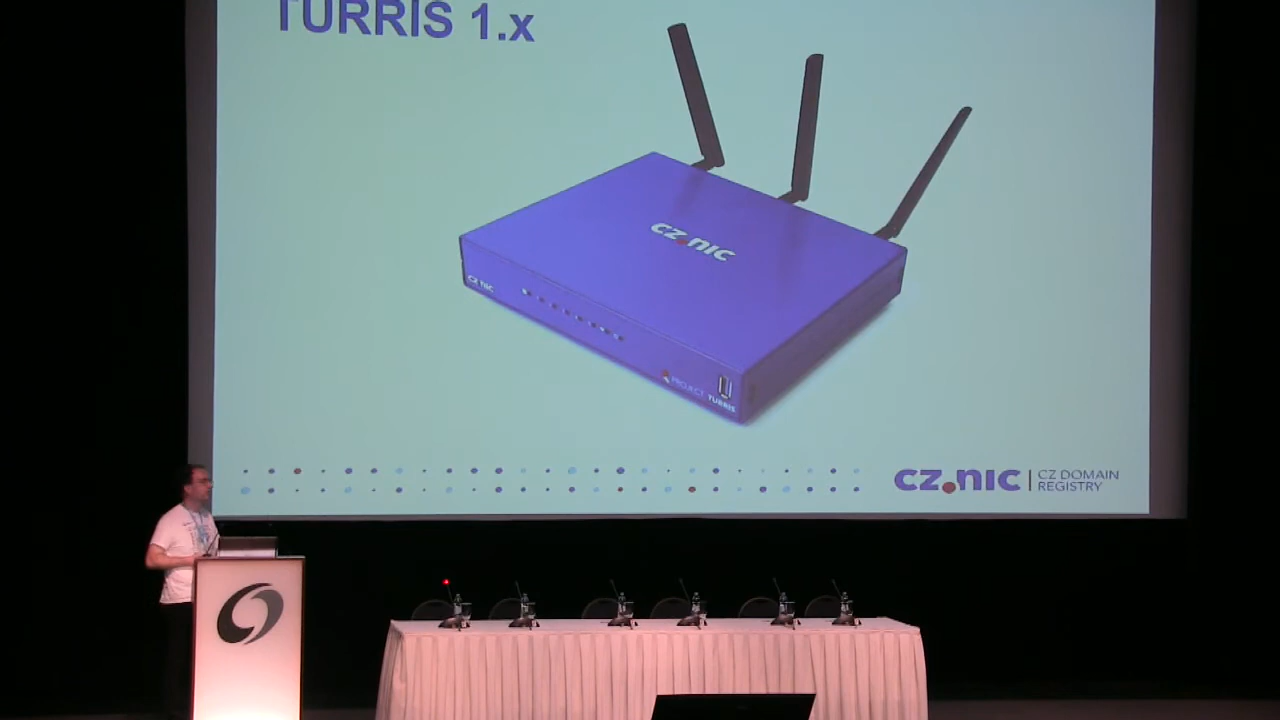 TURRIS 1.x
CZ.NIC
CZ NIC
PROJECT TURRIS
CZ.NIC | CZ DOMAIN
REGISTRY